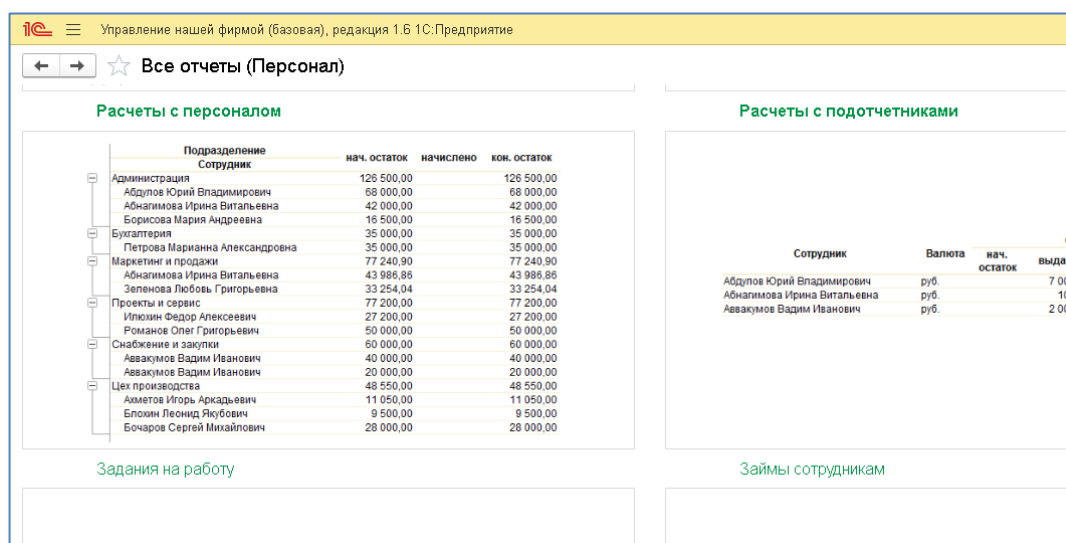 1С Управление нашей фирмой (базовая), редакция 1.6 1С:Предприятие
Все отчеты (Персонал)
Расчеты с персоналом
Подразделение
Сотрудник нач. остаток начислено кон. остаток
Администрация 126 500,00 126 500,00
Абдулов Юрий Владимирович 68 000,00 68 000,00
Абнагимова Ирина Витальевна 42 000,00 42 000,00
Борисова Мария Андреевна 16 500,00 16 500,00
Бухгалтерия 35 000,00 35 000,00
Петрова Марианна Александровна 35 000,00 35 000,00
Маркетинг и продажи 77 240,90 77 240,90
Абнагимова Ирина Витальевна 43 986,86 43 986,86
Зеленова Любовь Григорьевна 33 254,04 33 254,04
Проекты и сервис 77 200,00 77 200,00
Илюхин Федор Алексеевич 27 200,00 27 200,00
Романов Олег Григорьевич 50 000,00 50 000,00
Снабжение и закупки 60 000,00 60 000,00
Аввакумов Вадим Иванович 40 000,00 40 000,00
Аввакумов Вадим Иванович 20 000,00 20 000,00
Цех производства 48 550,00 48 550,00
Ахметов Игорь Аркадьевич 11 050,00 11 050,00
Блохин Леонид Якубович 9 500,00 9 500,00
Бочаров Сергей Михайлович 28 000,00 28 000,00
Расчеты с подотчетниками
Сотрудник Валюта нач. остаток выда
Абдулов Юрий Владимирович руб. 7 00
Абнагимова Ирина Витальевна руб. 10
Аввакумов Вадим Иванович руб. 2 00
Задания на работу
Займы сотрудникам